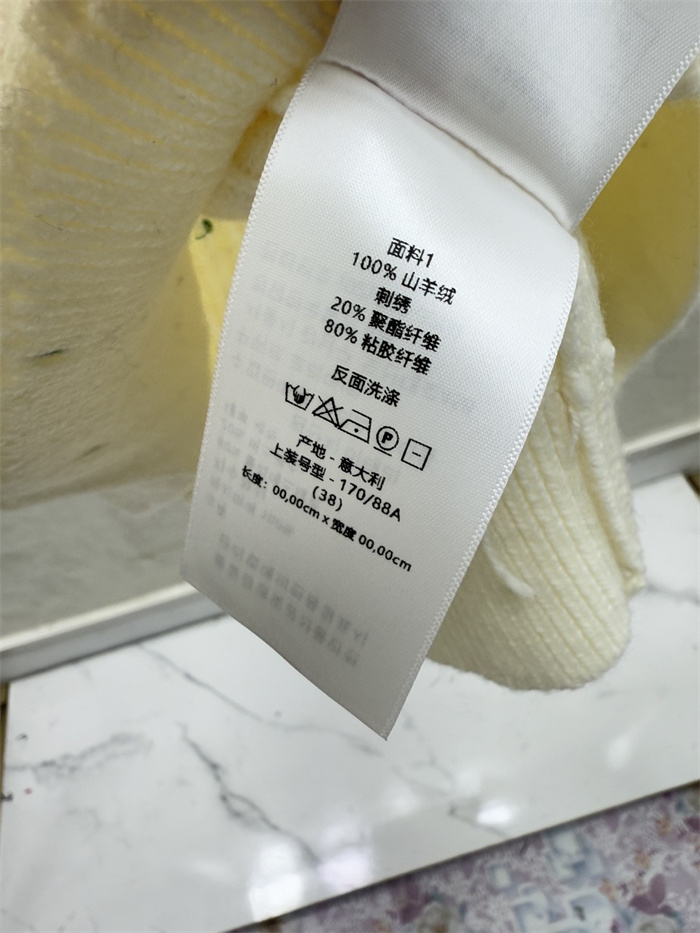 面料1
100% 山羊绒
刺绣
20% 聚酯纤维
80% 粘胶纤维
反面洗涤
P
产地 - 意大利
上装号型 - 170/88A
(38)
长度: 00,00cm x 宽度 00,00cm